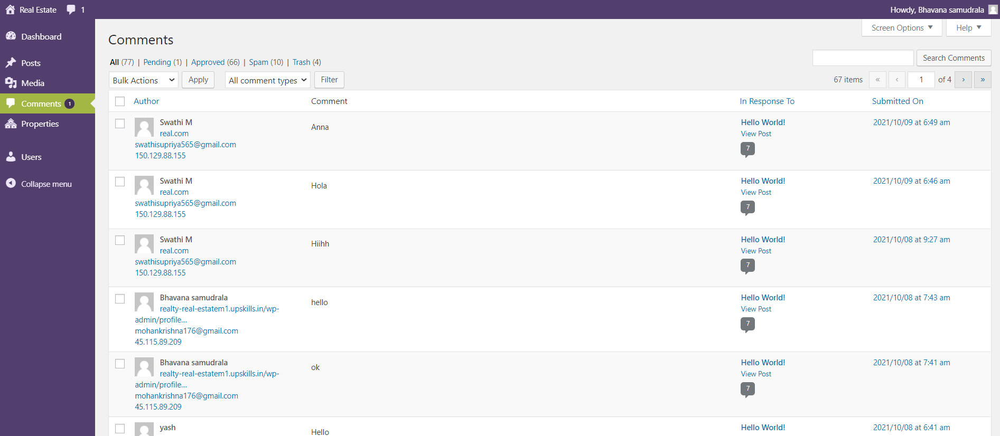 Real Estate 1 Howdy, Bhavana samudrala
Screen Options Help
Dashboard
Posts
Media
Comments 1
Properties
Users
Collapse menu
Comments
All (77) | Pending (1) | Approved (66) | Spam (10) | Trash (4)
Search Comments
Bulk Actions Apply All comment types Filter
67 items « ‹ 1 of 4 › »
Author Comment In Response To Submitted On
Swathi M
real.com
swathisupriya565@gmail.com
150.129.88.155
Anna
Hello World!
View Post
7
2021/10/09 at 6:49 am
Swathi M
real.com
swathisupriya565@gmail.com
150.129.88.155
Hola
Hello World!
View Post
7
2021/10/09 at 6:46 am
Swathi M
real.com
swathisupriya565@gmail.com
150.129.88.155
Hiihh
Hello World!
View Post
7
2021/10/08 at 9:27 am
Bhavana samudrala
realty-real-estatem1.upskills.in/wp-
admin/profile…
mohankrishna176@gmail.com
45.115.89.209
hello
Hello World!
View Post
7
2021/10/08 at 7:43 am
Bhavana samudrala
realty-real-estatem1.upskills.in/wp-
admin/profile…
mohankrishna176@gmail.com
45.115.89.209
ok
Hello World!
View Post
7
2021/10/08 at 7:41 am
yash
Hello
Hello World!
2021/10/08 at 6:41 am